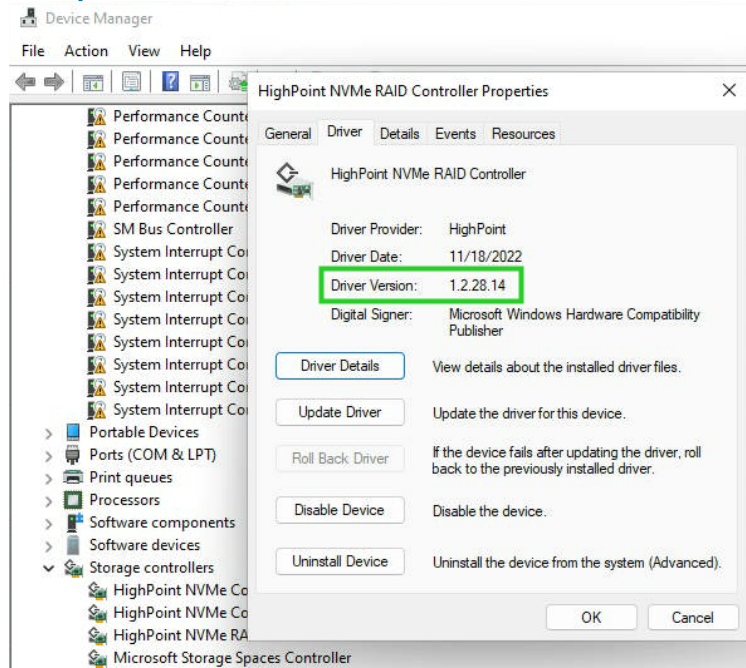 Device Manager
File Action View Help
HighPoint NVMe RAID Controller Properties
General Driver Details Events Resources
HighPoint NVMe RAID Controller
Driver Provider: HighPoint
Driver Date: 11/18/2022
Driver Version: 1.2.28.14
Digital Signer: Microsoft Windows Hardware Compatibility
Publisher
Driver Details View details about the installed driver files.
Update Driver Update the driver for this device.
Roll Back Driver If the device fails after updating the driver, roll
back to the previously installed driver.
Disable Device Disable the device.
Uninstall Device Uninstall the device from the system (Advanced).
OK Cancel
Performance Counte
Performance Counte
Performance Counte
Performance Counte
Performance Counte
SM Bus Controller
System Interrupt Co
System Interrupt Co
System Interrupt Co
System Interrupt Co
System Interrupt Co
System Interrupt Co
System Interrupt Co
System Interrupt Co
Portable Devices
Ports (COM & LPT)
Print queues
Processors
Software components
Software devices
Storage controllers
HighPoint NVMe Co
HighPoint NVMe Co
HighPoint NVMe RA
Microsoft Storage Spaces Controller